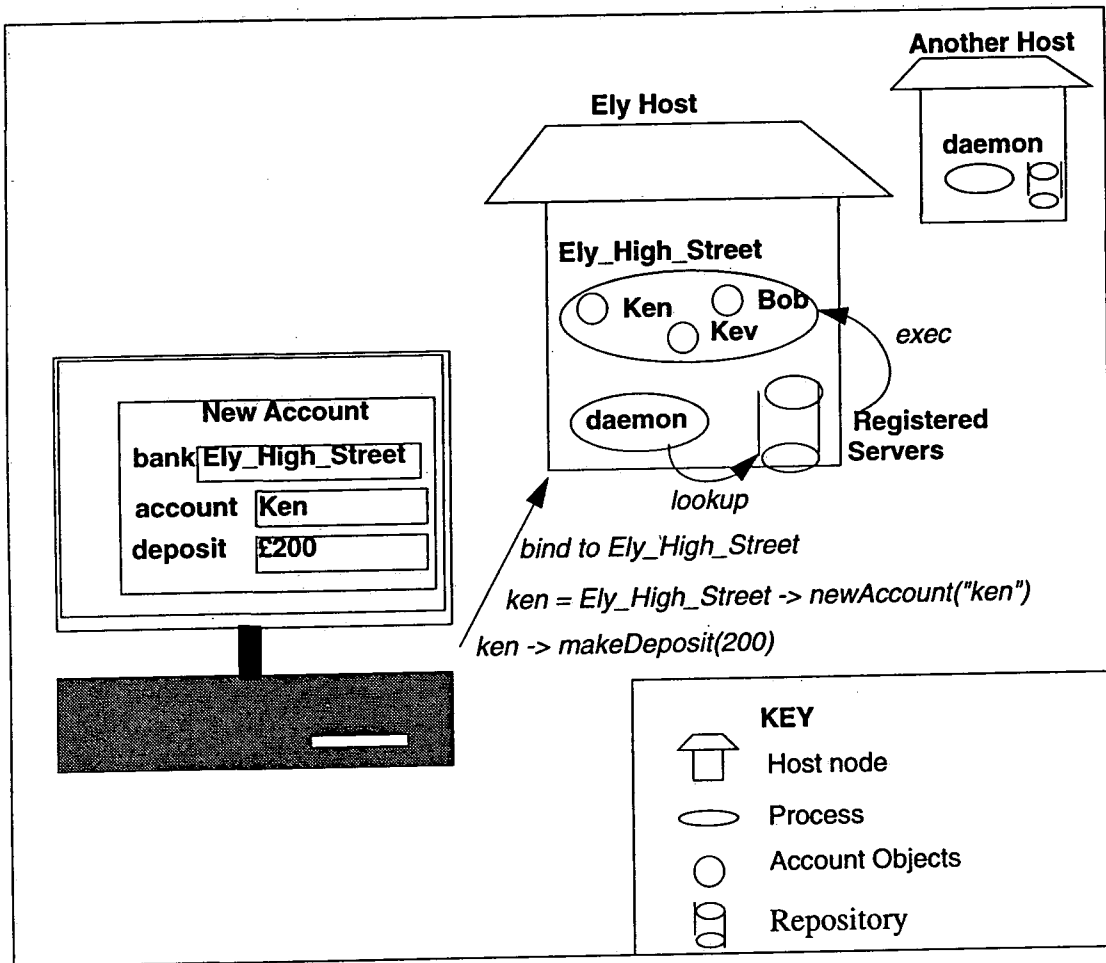 Another Host
daemon
Ely Host
Ely_High_Street
Ken
Bob
Kev
exec
daemon
Registered
Servers
lookup
New Account
bank Ely_High_Street
account Ken
deposit £200
bind to Ely_High_Street
ken = Ely_High_Street -> newAccount("ken")
ken -> makeDeposit(200)
KEY
Host node
Process
Account Objects
Repository